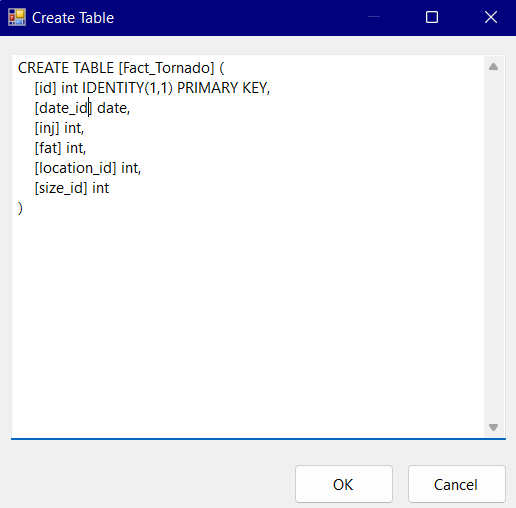 Create Table
CREATE TABLE [Fact_Tornado] (
    [id] int IDENTITY(1,1) PRIMARY KEY,
    [date_id] date,
    [inj] int,
    [fat] int,
    [location_id] int,
    [size_id] int
)
OK
Cancel